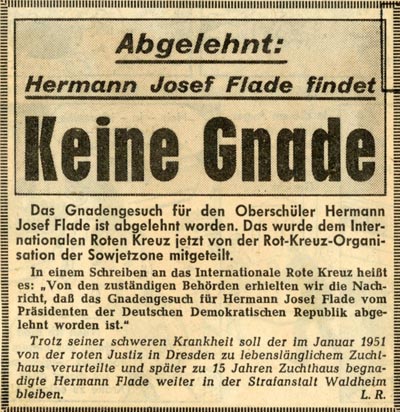 Abgelehnt:
Hermann Josef Flade findet
Keine Gnade
Das Gnadengesuch für den Oberschüler Hermann
Josef Flade ist abgelehnt worden. Das wurde dem Inter-
nationalen Roten Kreuz jetzt von der Rot-Kreuz-Organi-
sation der Sowjetzone mitgeteilt.
In einem Schreiben an das Internationale Rote Kreuz heißt
es: „Von den zuständigen Behörden erhielten wir die Nach-
richt, daß das Gnadengesuch für Hermann Josef Flade vom
Präsidenten der Deutschen Demokratischen Republik abge-
lehnt worden ist.“
Trotz seiner schweren Krankheit soll der im Januar 1951
von der roten Justiz in Dresden zu lebenslänglichem Zucht-
haus verurteilte und später zu 15 Jahren Zuchthaus begna-
digte Hermann Flade weiter in der Strafanstalt Waldheim
bleiben. L. R.